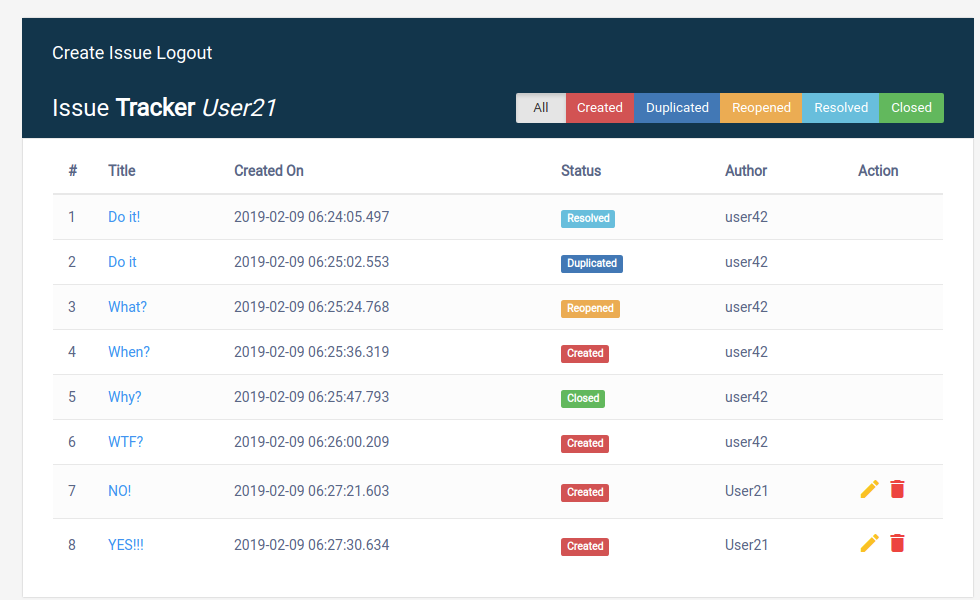 Create Issue Logout
Issue Tracker User21 All Created Duplicated Reopened Resolved Closed
# Title Created On Status Author Action
1 Do it! 2019-02-09 06:24:05.497 Resolved user42
2 Do it 2019-02-09 06:25:02.553 Duplicated user42
3 What? 2019-02-09 06:25:24.768 Reopened user42
4 When? 2019-02-09 06:25:36.319 Created user42
5 Why? 2019-02-09 06:25:47.793 Closed user42
6 WTF? 2019-02-09 06:26:00.209 Created user42
7 NO! 2019-02-09 06:27:21.603 Created User21
8 YES!!! 2019-02-09 06:27:30.634 Created User21